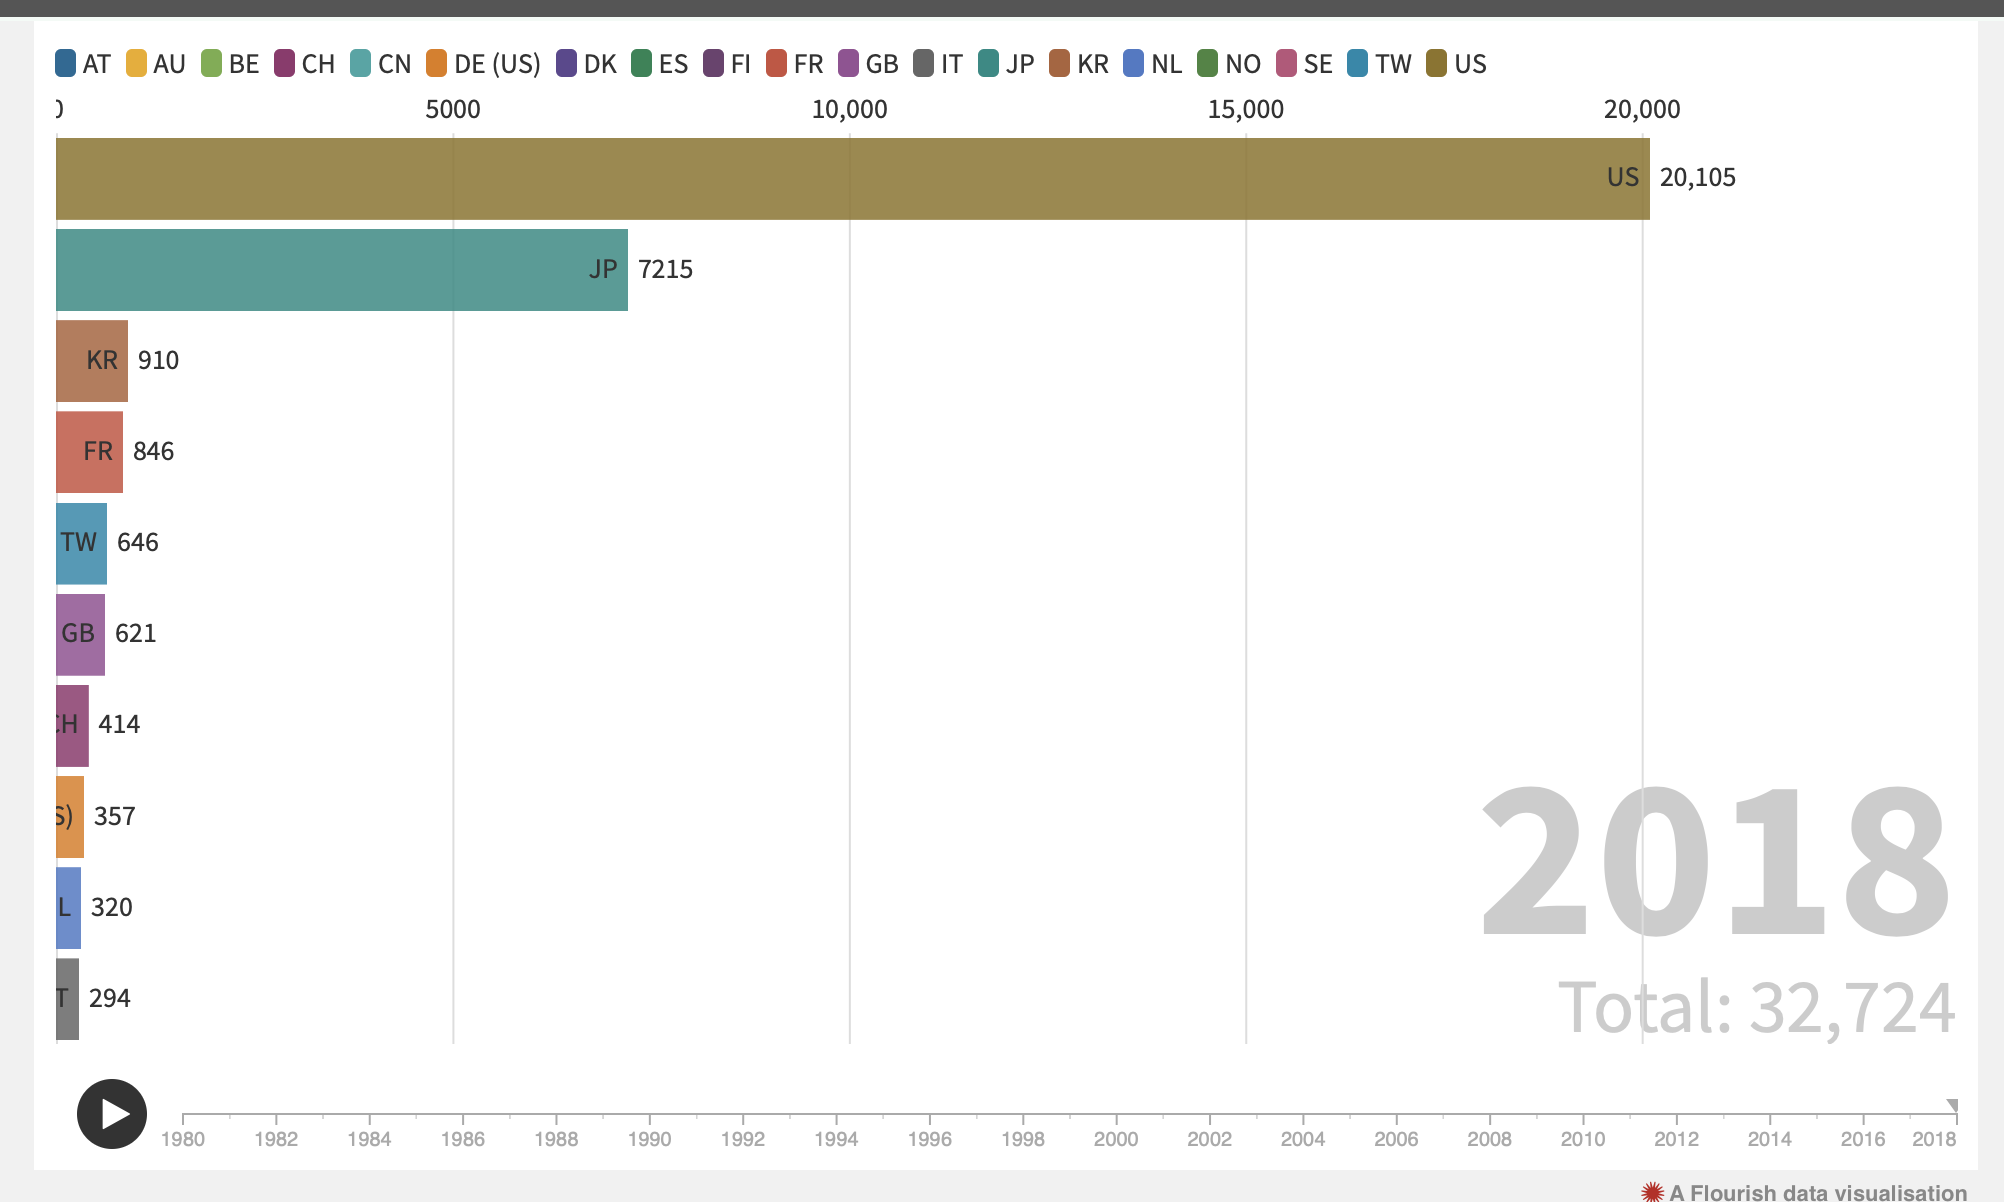 AT AU BE CH CN DE (US) DK ES FI FR GB IT JP KR NL NO SE TW US
0 5000 10,000 15,000 20,000
US 20,105
JP 7215
KR 910
FR 846
TW 646
GB 621
CH 414
S) 357
L 320
T 294
2018
Total: 32,724
1980 1982 1984 1986 1988 1990 1992 1994 1996 1998 2000 2002 2004 2006 2008 2010 2012 2014 2016 2018
A Flourish data visualisation